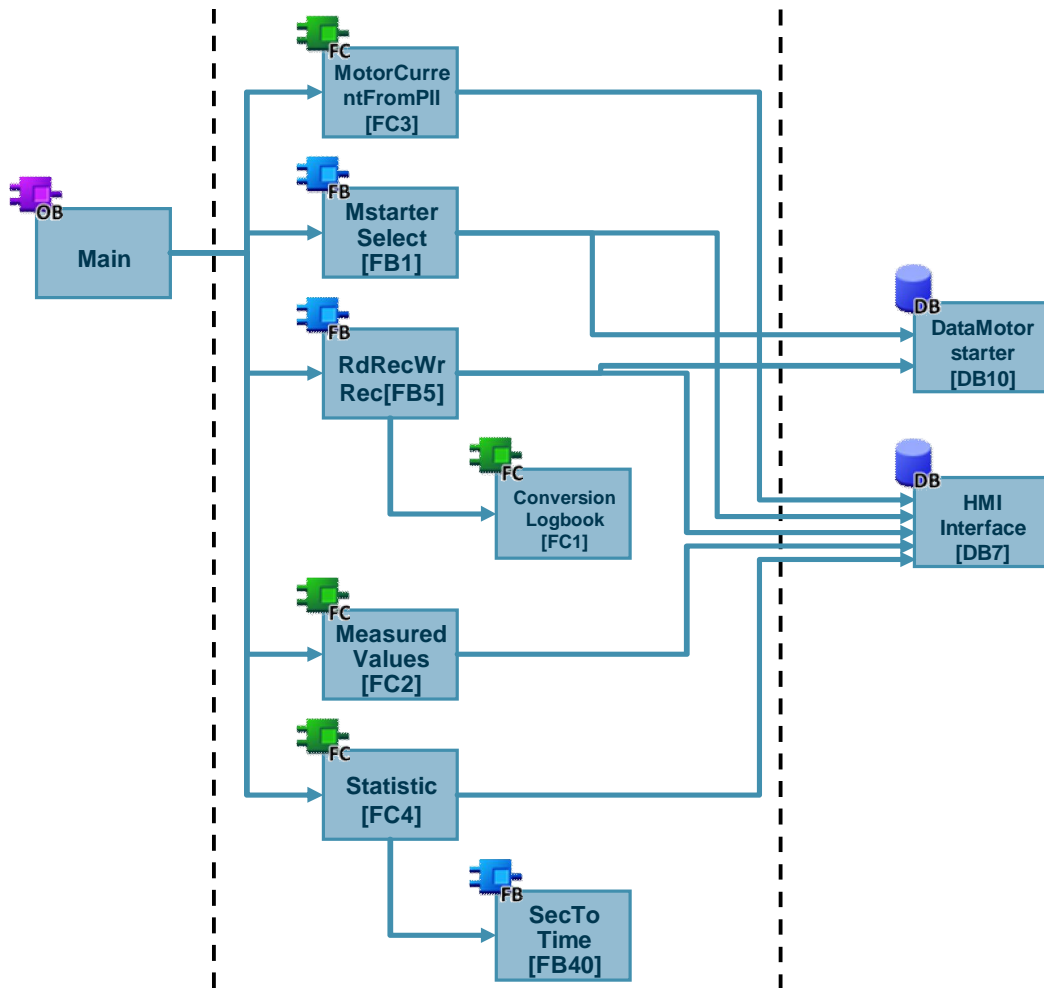 FC
MotorCurre
ntFromPII
[FC3]
FB
Mstarter
Select
[FB1]
OB
Main
FB
RdRecWr
Rec[FB5]
DB
DataMotor
starter
[DB10]
FC
Conversion
Logbook
[FC1]
DB
HMI
Interface
[DB7]
FC
Measured
Values
[FC2]
FC
Statistic
[FC4]
FB
SecTo
Time
[FB40]